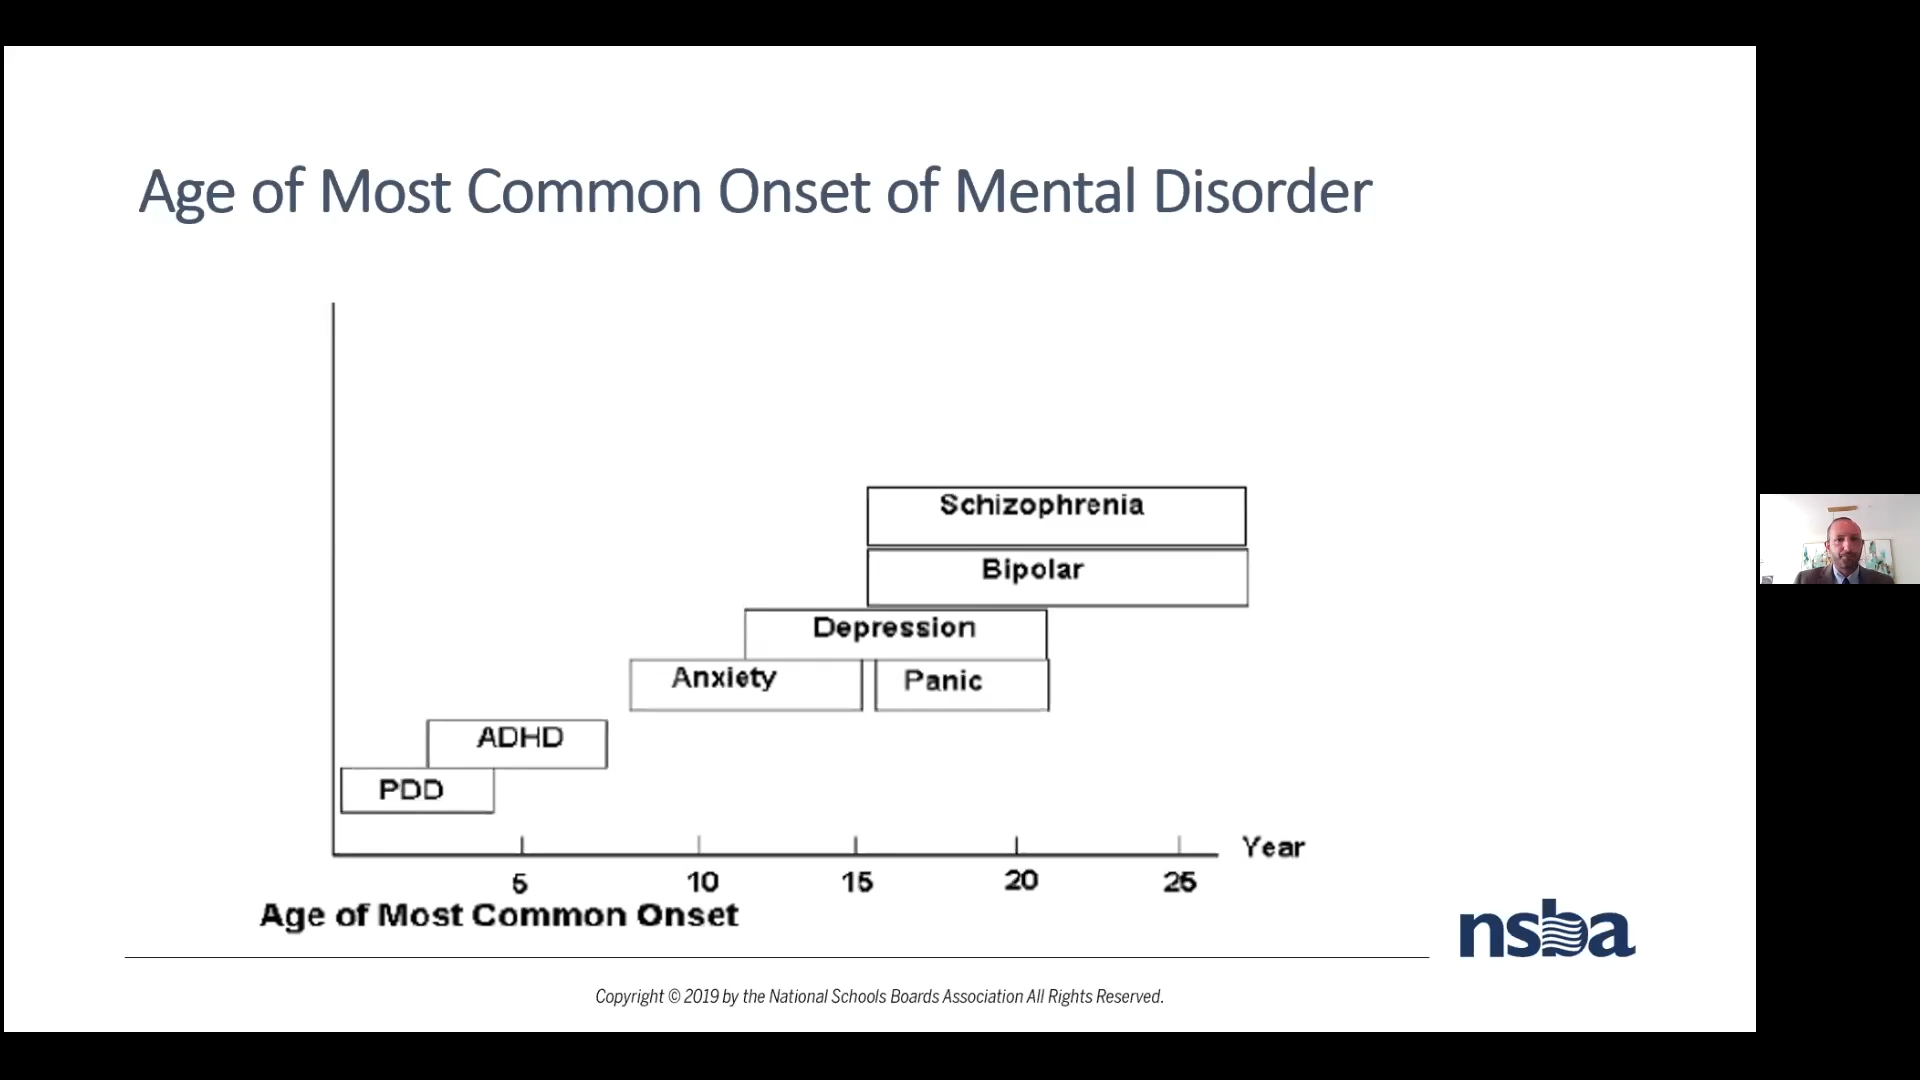 Age of Most Common Onset of Mental Disorder
Schizophrenia
Bipolar
Depression
Anxiety
Panic
ADHD
PDD
Year
5
10
15
20
25
Age of Most Common Onset
nsba
Copyright © 2019 by the National Schools Boards Association All Rights Reserved.